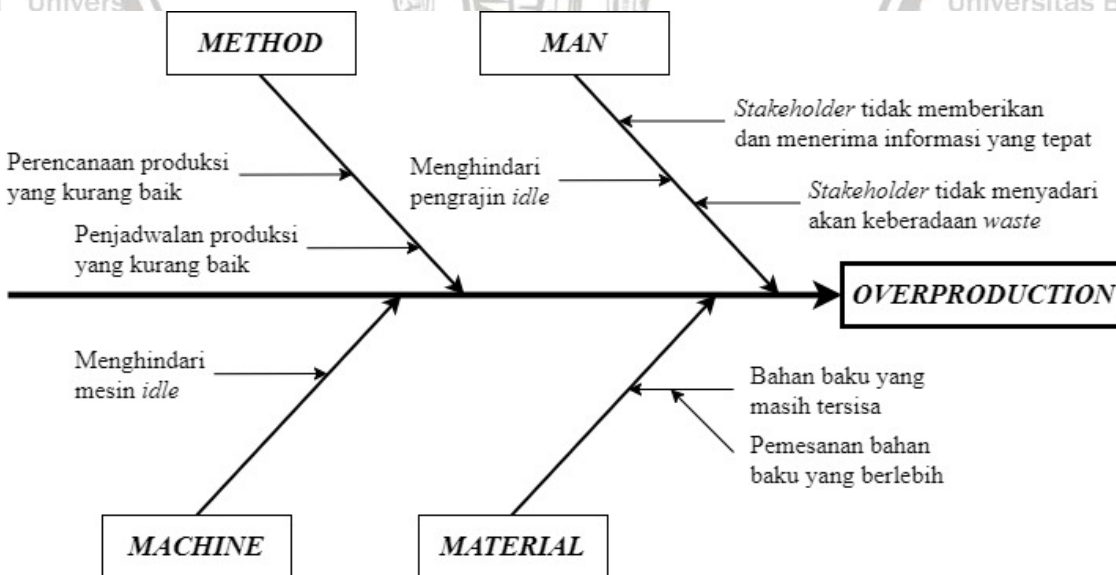 METHOD
MAN
Stakeholder tidak memberikan
dan menerima informasi yang tepat
Perencanaan produksi
yang kurang baik
Menghindari
pengrajin idle
Stakeholder tidak menyadari
akan keberadaan waste
Penjadwalan produksi
yang kurang baik
OVERPRODUCTION
Menghindari
mesin idle
Bahan baku yang
masih tersisa
Pemesanan bahan
baku yang berlebih
MACHINE
MATERIAL